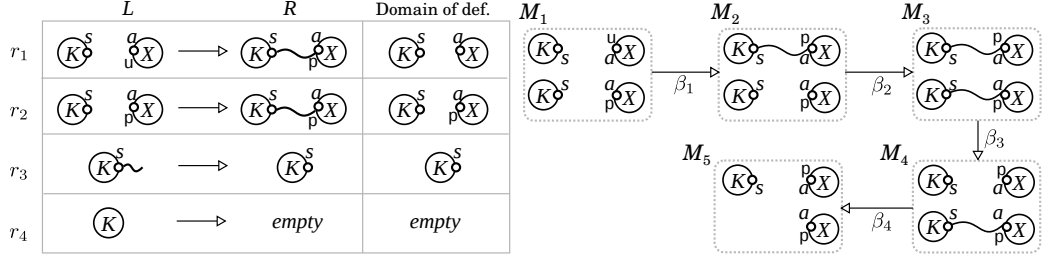 L R Domain of def.
r₁ K s a X u K s a X p K s a X
r₂ K s a X p K s a X p K s a X p
r₃ K s K s K s
r₄ K empty empty
M₁ M₂ M₃
K s u X a K s p X a K s p X a
β₁ β₂
K s a X p K s a X p K s a X p
β₃
M₅ M₄
K s p X a K s p X a
β₄
a X p K s a X p